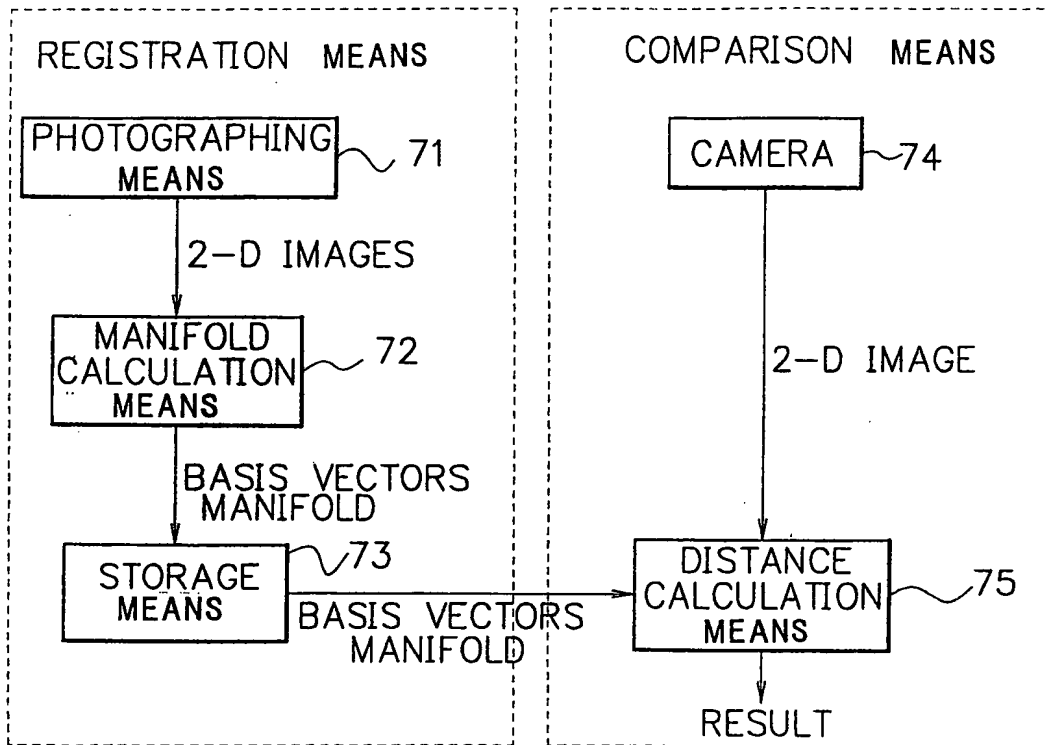 REGISTRATION MEANS
PHOTOGRAPHING
MEANS
71
2-D IMAGES
MANIFOLD
CALCULATION
MEANS
72
BASIS VECTORS
MANIFOLD
STORAGE
MEANS
73
BASIS VECTORS
MANIFOLD
COMPARISON MEANS
CAMERA
74
2-D IMAGE
DISTANCE
CALCULATION
MEANS
75
RESULT